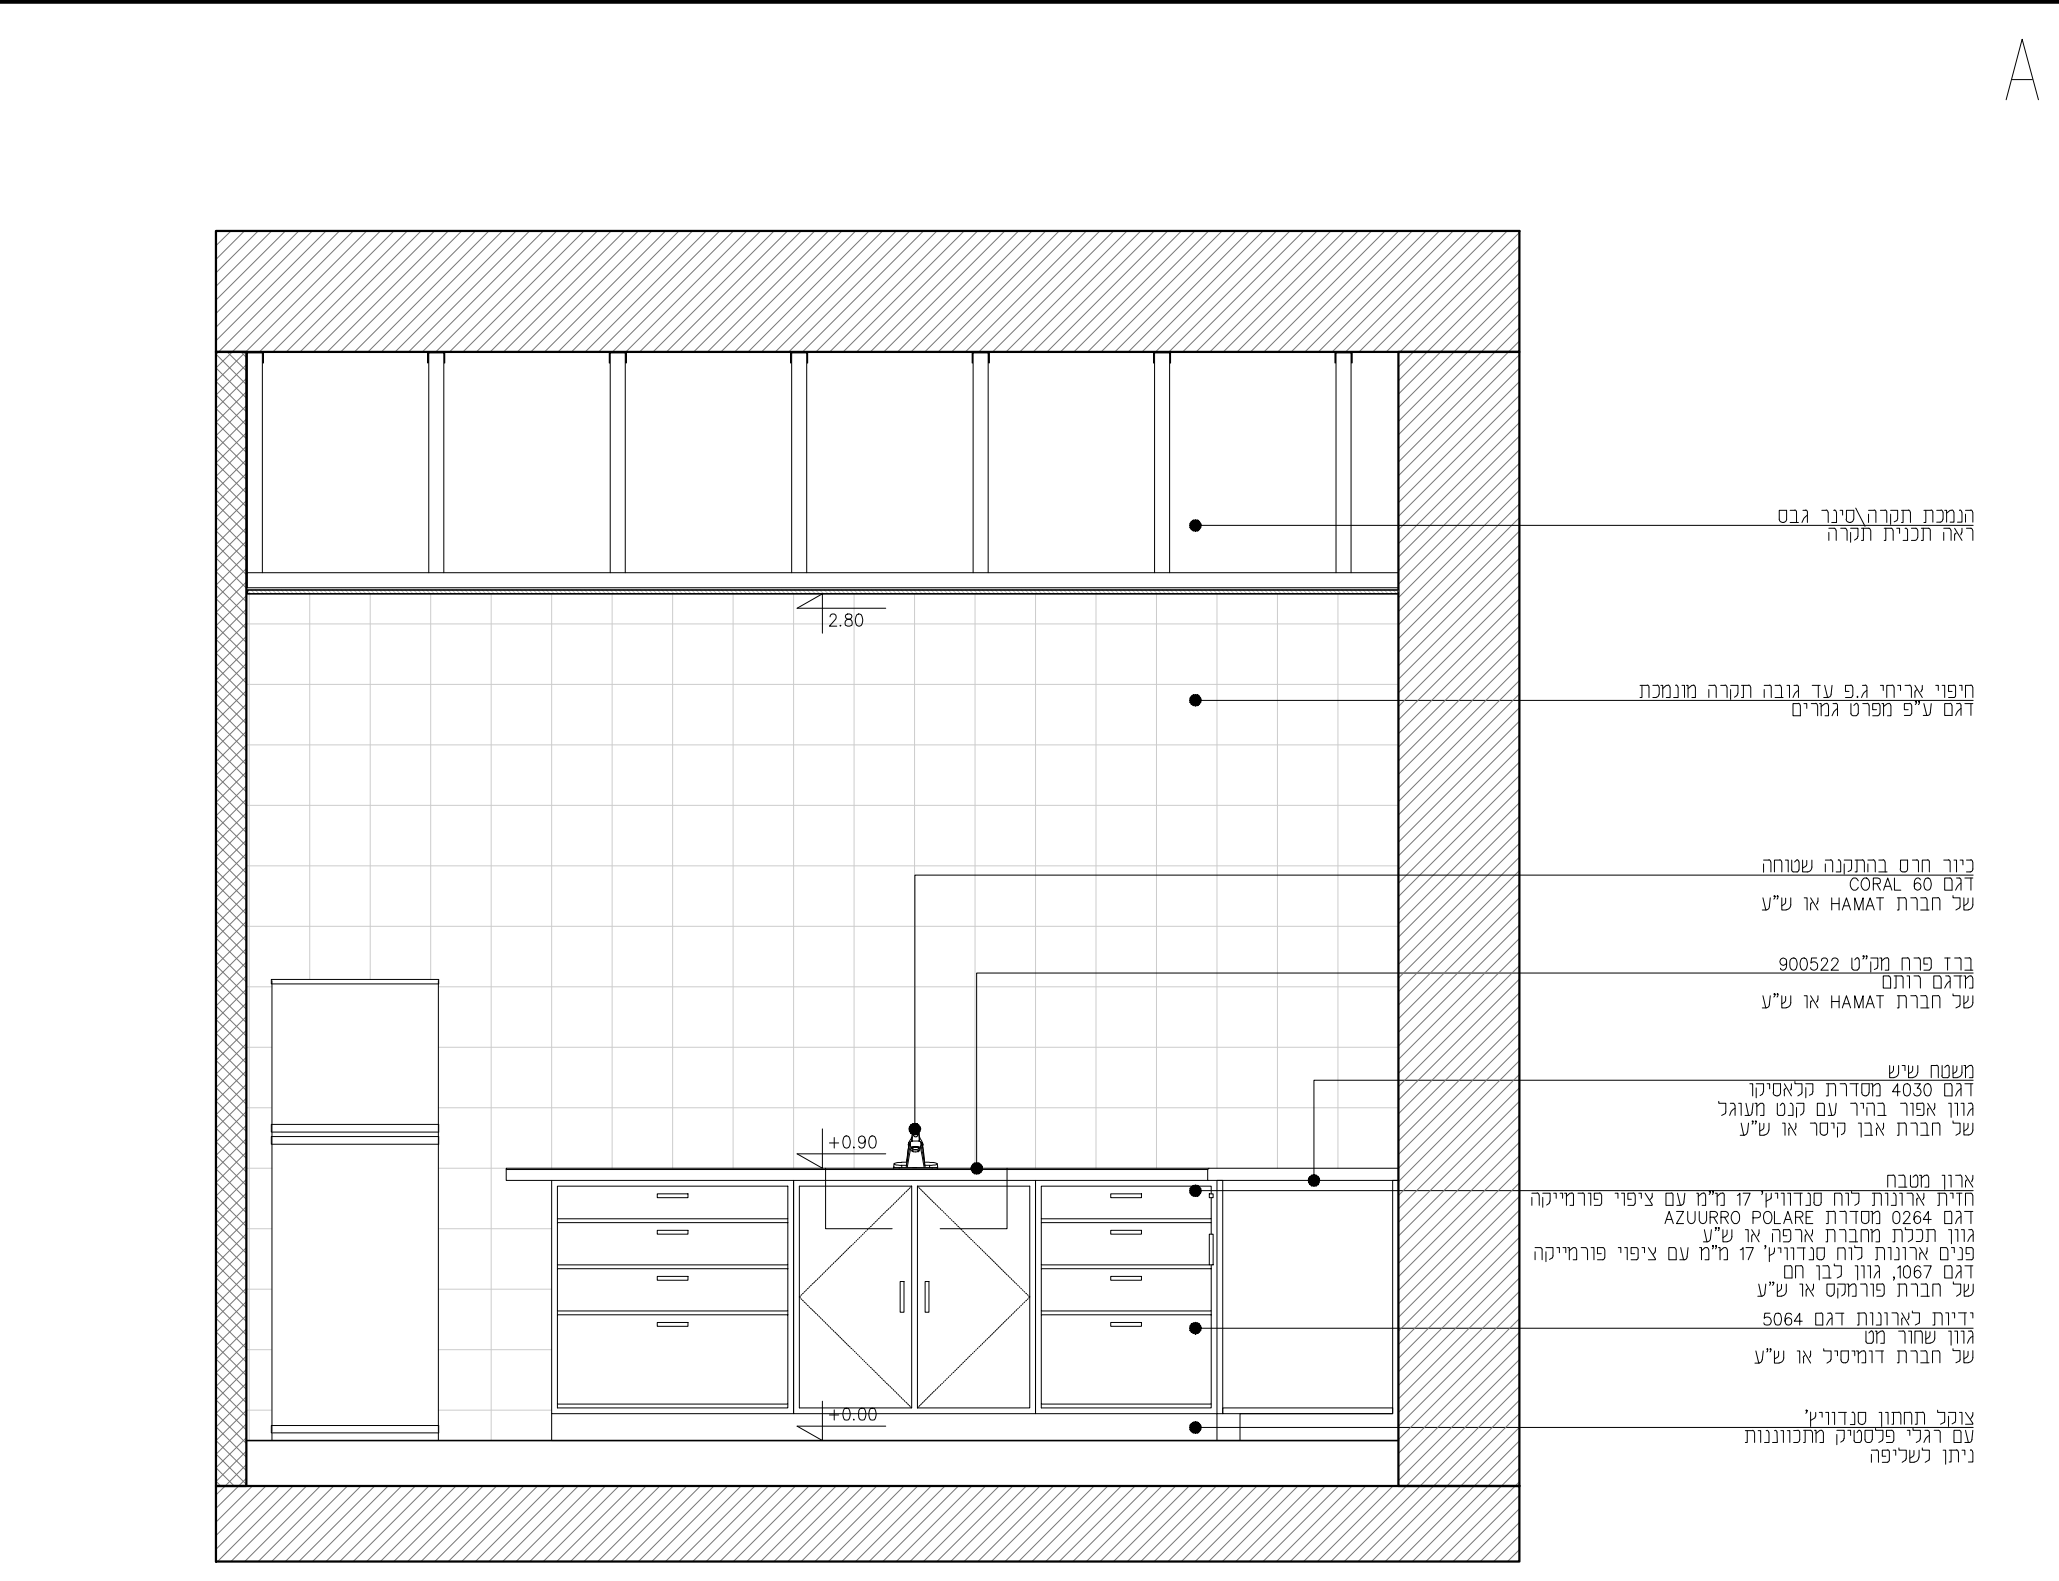 A
הנמכת תקרה\סינר גבס
ראה תכנית תקרה
2.80
חיפוי אריחי ג.פ עד גובה תקרה מונמכת
דגם ע"פ מפרט גמרים
כיור חרס בהתקנה שטוחה
דגם CORAL 60
של חברת HAMAT או ש"ע
ברז פרח מק"ט 900522
מדגם רותם
של חברת HAMAT או ש"ע
משטח שיש
דגם 4030 מסדרת קלאסיקו
גוון אפור בהיר עם קנט מעוגל
של חברת אבן קיסר או ש"ע
+0.90
ארון מטבח
חזית ארונות לוח סנדוויץ' 17 מ"מ עם ציפוי פורמייקה
דגם 0264 מסדרת AZUURRO POLARE
גוון תכלת מחברת ארפה או ש"ע
פנים ארונות לוח סנדוויץ' 17 מ"מ עם ציפוי פורמייקה
דגם 1067, גוון לבן חם
של חברת פורמקס או ש"ע
ידיות לארונות דגם 5064
גוון שחור מט
של חברת דומיסיל או ש"ע
+0.00
צוקל תחתון סנדוויץ'
עם רגלי פלסטיק מתכווננות
ניתן לשליפה